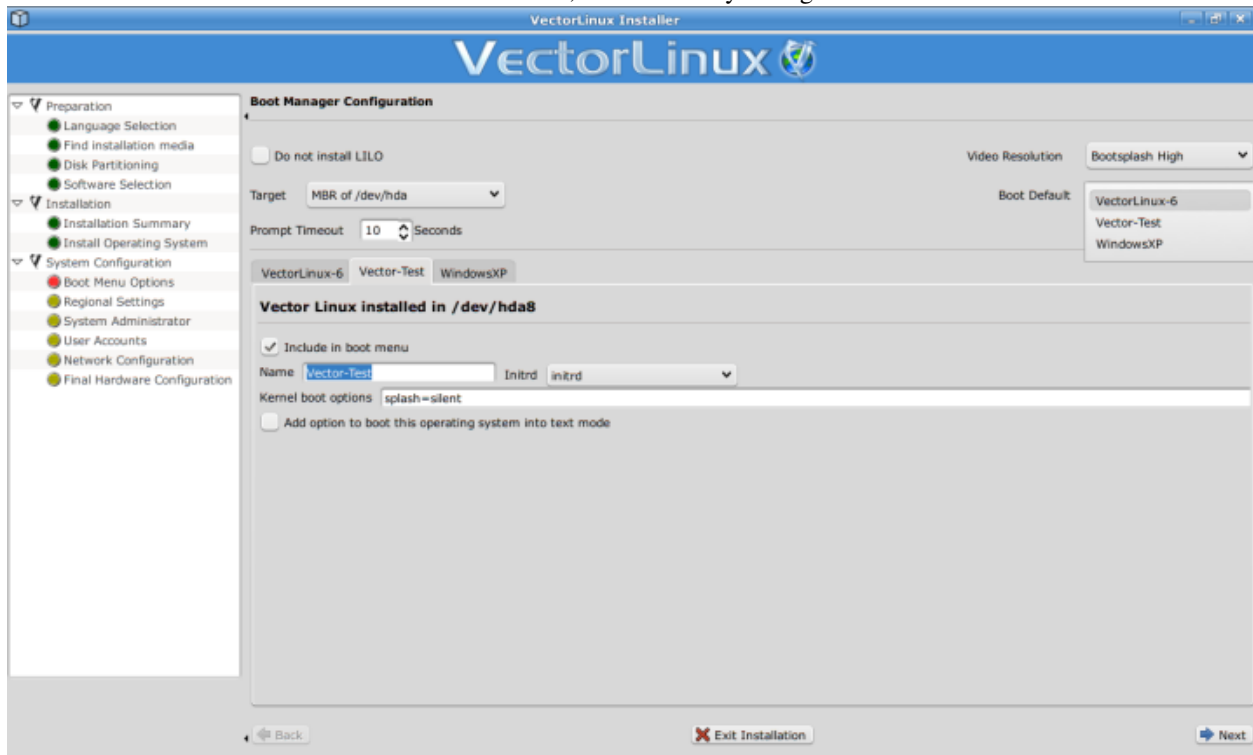 VectorLinux Installer
VectorLinux
Preparation
Language Selection
Find installation media
Disk Partitioning
Software Selection
Installation
Installation Summary
Install Operating System
System Configuration
Boot Menu Options
Regional Settings
System Administrator
User Accounts
Network Configuration
Final Hardware Configuration
Boot Manager Configuration
Do not install LILO
Video Resolution Bootsplash High
Target MBR of /dev/hda
Boot Default VectorLinux-6
Vector-Test
WindowsXP
Prompt Timeout 10 Seconds
VectorLinux-6 Vector-Test WindowsXP
Vector Linux installed in /dev/hda8
Include in boot menu
Name Vector-Test Initrd initrd
Kernel boot options splash=silent
Add option to boot this operating system into text mode
Back Exit Installation Next